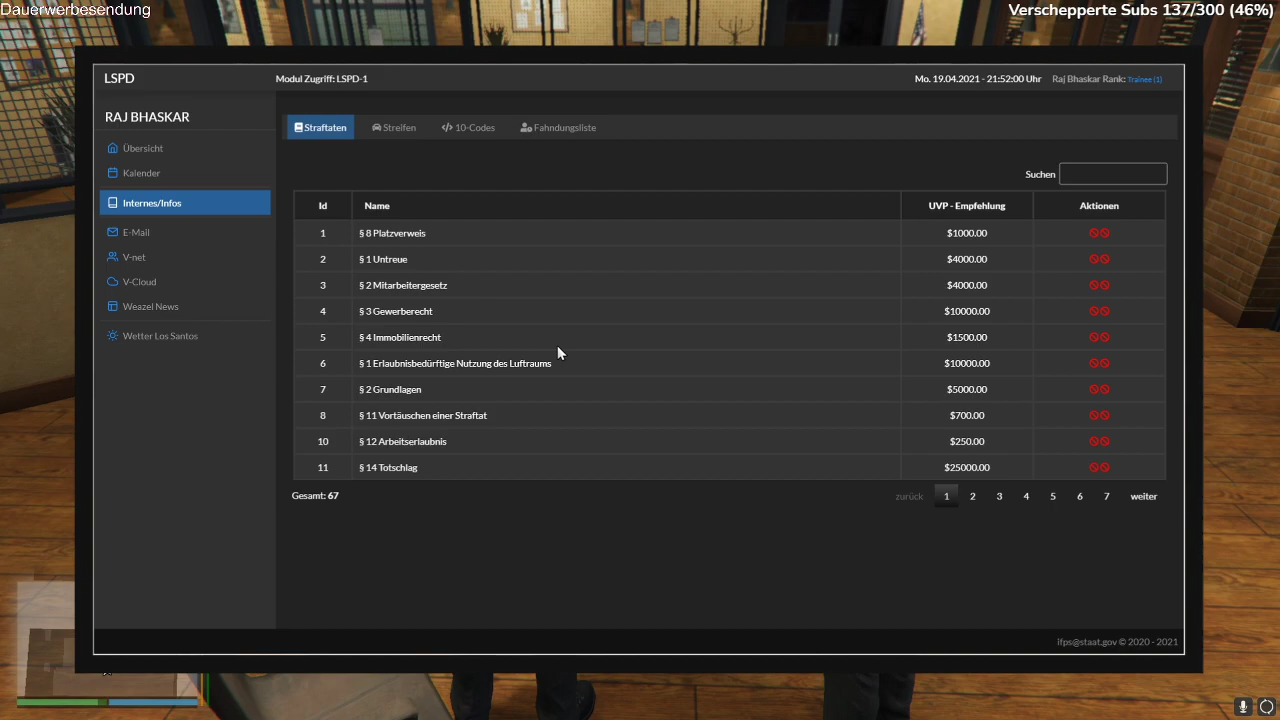 Dauerwerbesendung
Verschepperte Subs 137/300 (46%)
LSPD
Modul Zugriff: LSPD-1
Mo. 19.04.2021 - 21:52:00 Uhr
Raj Bhaskar Rank: Trainee (1)
RAJ BHASKAR
Übersicht
Kalender
Internes/Infos
E-Mail
V-net
V-Cloud
Weazel News
Wetter Los Santos
Straftaten
Streifen
10-Codes
Fahndungsliste
Suchen
Id Name UVP - Empfehlung Aktionen
1 § 8 Platzverweis $1000.00
2 § 1 Untreue $4000.00
3 § 2 Mitarbeitergesetz $4000.00
4 § 3 Gewerberecht $10000.00
5 § 4 Immobilienrecht $1500.00
6 § 1 Erlaubnisbedürftige Nutzung des Luftraums $10000.00
7 § 2 Grundlagen $5000.00
8 § 11 Vortäuschen einer Straftat $700.00
10 § 12 Arbeitserlaubnis $250.00
11 § 14 Totschlag $25000.00
Gesamt: 67
zurück 1 2 3 4 5 6 7 weiter
ifps@staat.gov © 2020 - 2021